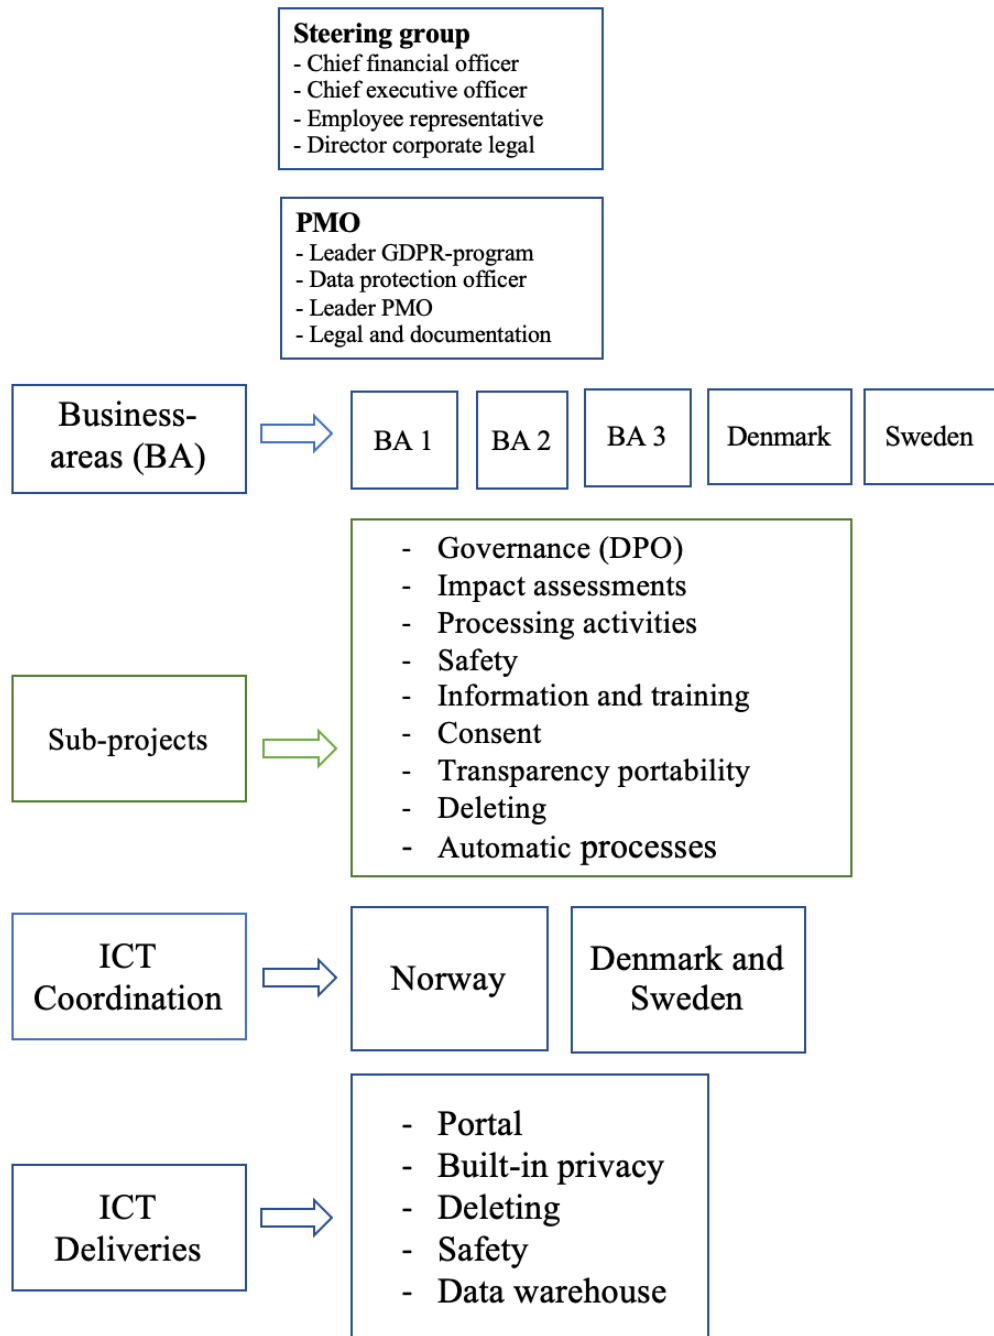 Steering group
- Chief financial officer
- Chief executive officer
- Employee representative
- Director corporate legal
PMO
- Leader GDPR-program
- Data protection officer
- Leader PMO
- Legal and documentation
Business-
areas (BA)
BA 1
BA 2
BA 3
Denmark
Sweden
Sub-projects
- Governance (DPO)
- Impact assessments
- Processing activities
- Safety
- Information and training
- Consent
- Transparency portability
- Deleting
- Automatic processes
ICT
Coordination
Norway
Denmark and
Sweden
ICT
Deliveries
- Portal
- Built-in privacy
- Deleting
- Safety
- Data warehouse